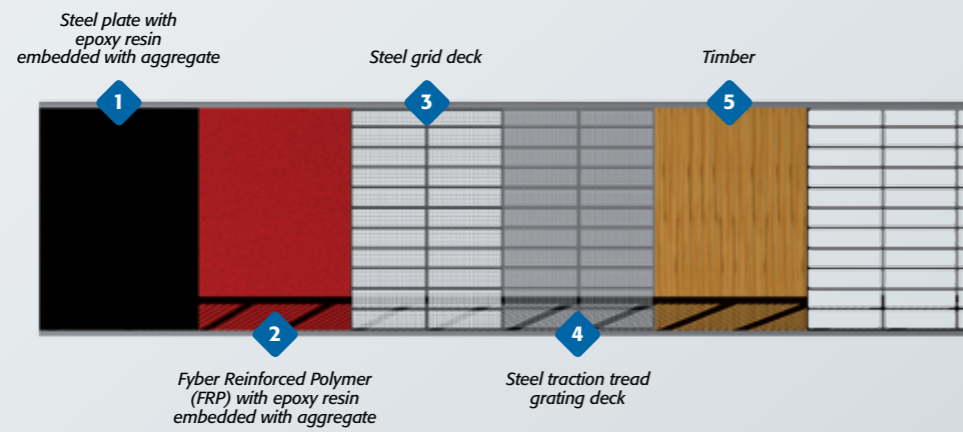 Steel plate with
epoxy resin
embedded with aggregate
1
Steel grid deck
3
Timber
5
2
Fyber Reinforced Polymer
(FRP) with epoxy resin
embedded with aggregate
4
Steel traction tread
grating deck